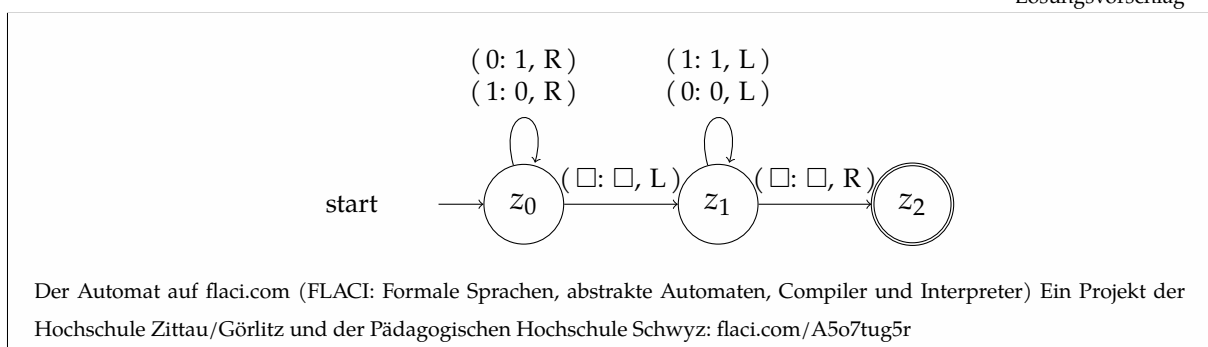 Lösungsvorschlag
( 0: 1, R ) ( 1: 1, L )
( 1: 0, R ) ( 0: 0, L )
( □: □, L ) ( □: □, R )
start z0 z1 z2
Der Automat auf flaci.com (FLACI: Formale Sprachen, abstrakte Automaten, Compiler und Interpreter) Ein Projekt der
Hochschule Zittau/Görlitz und der Pädagogischen Hochschule Schwyz: flaci.com/A5o7tug5r